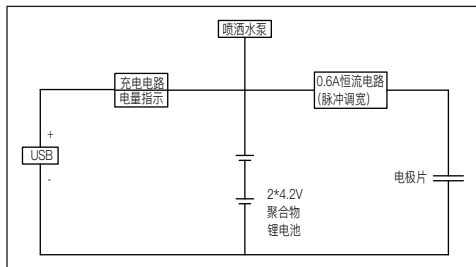 喷洒水泵
充电电路
电量指示
0.6A恒流电路
(脉冲调宽)
+
USB
-
电极片
2*4.2V
聚合物
锂电池